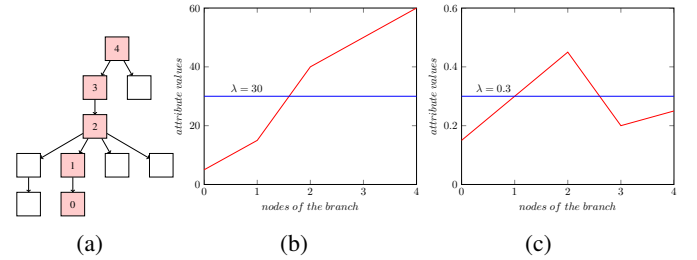 4
3
2
1
0
(a)
60
40
20
0
λ = 30
0 1 2 3 4
nodes of the branch
attribute values
(b)
0.6
0.4
0.2
0
λ = 0.3
0 1 2 3 4
nodes of the branch
attribute values
(c)